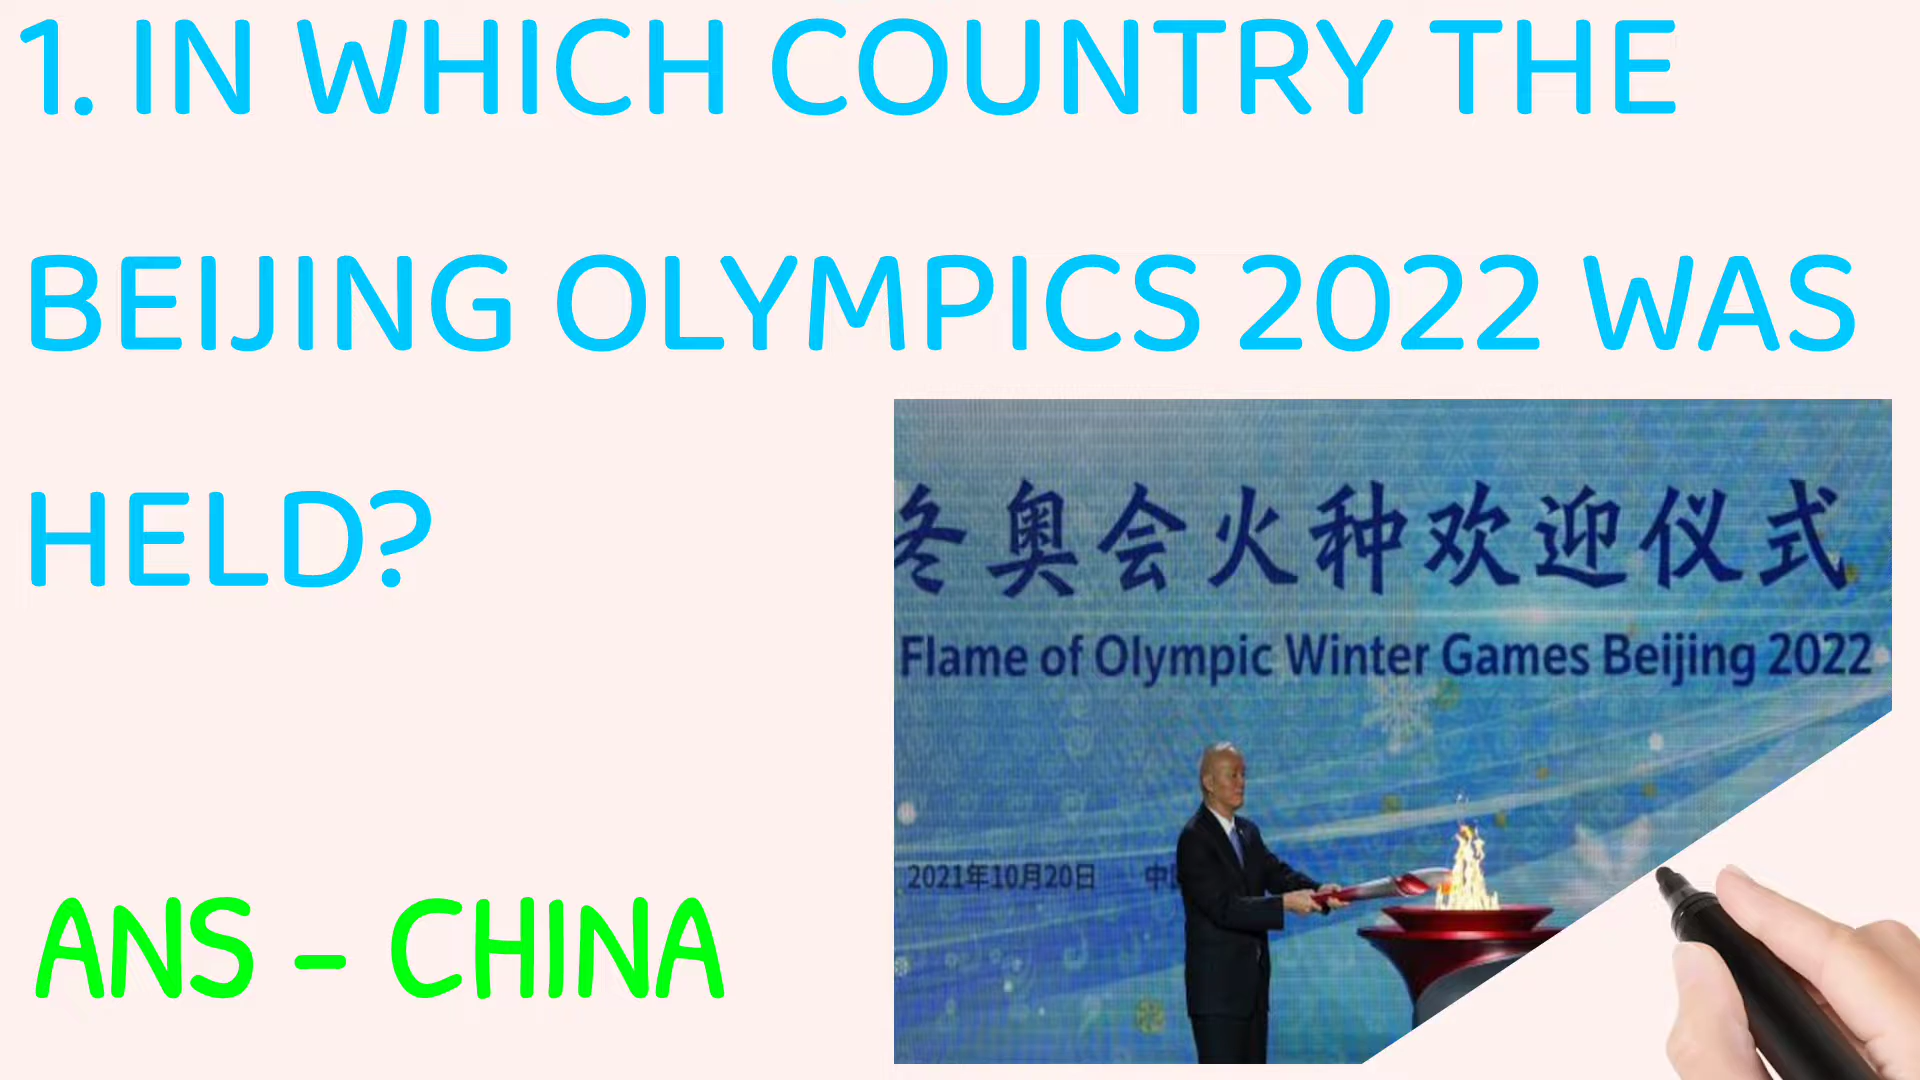 1. IN WHICH COUNTRY THE
BEIJING OLYMPICS 2022 WAS
HELD?
冬奥会火种欢迎仪式
Flame of Olympic Winter Games Beijing 2022
2021年10月20日 中
ANS - CHINA